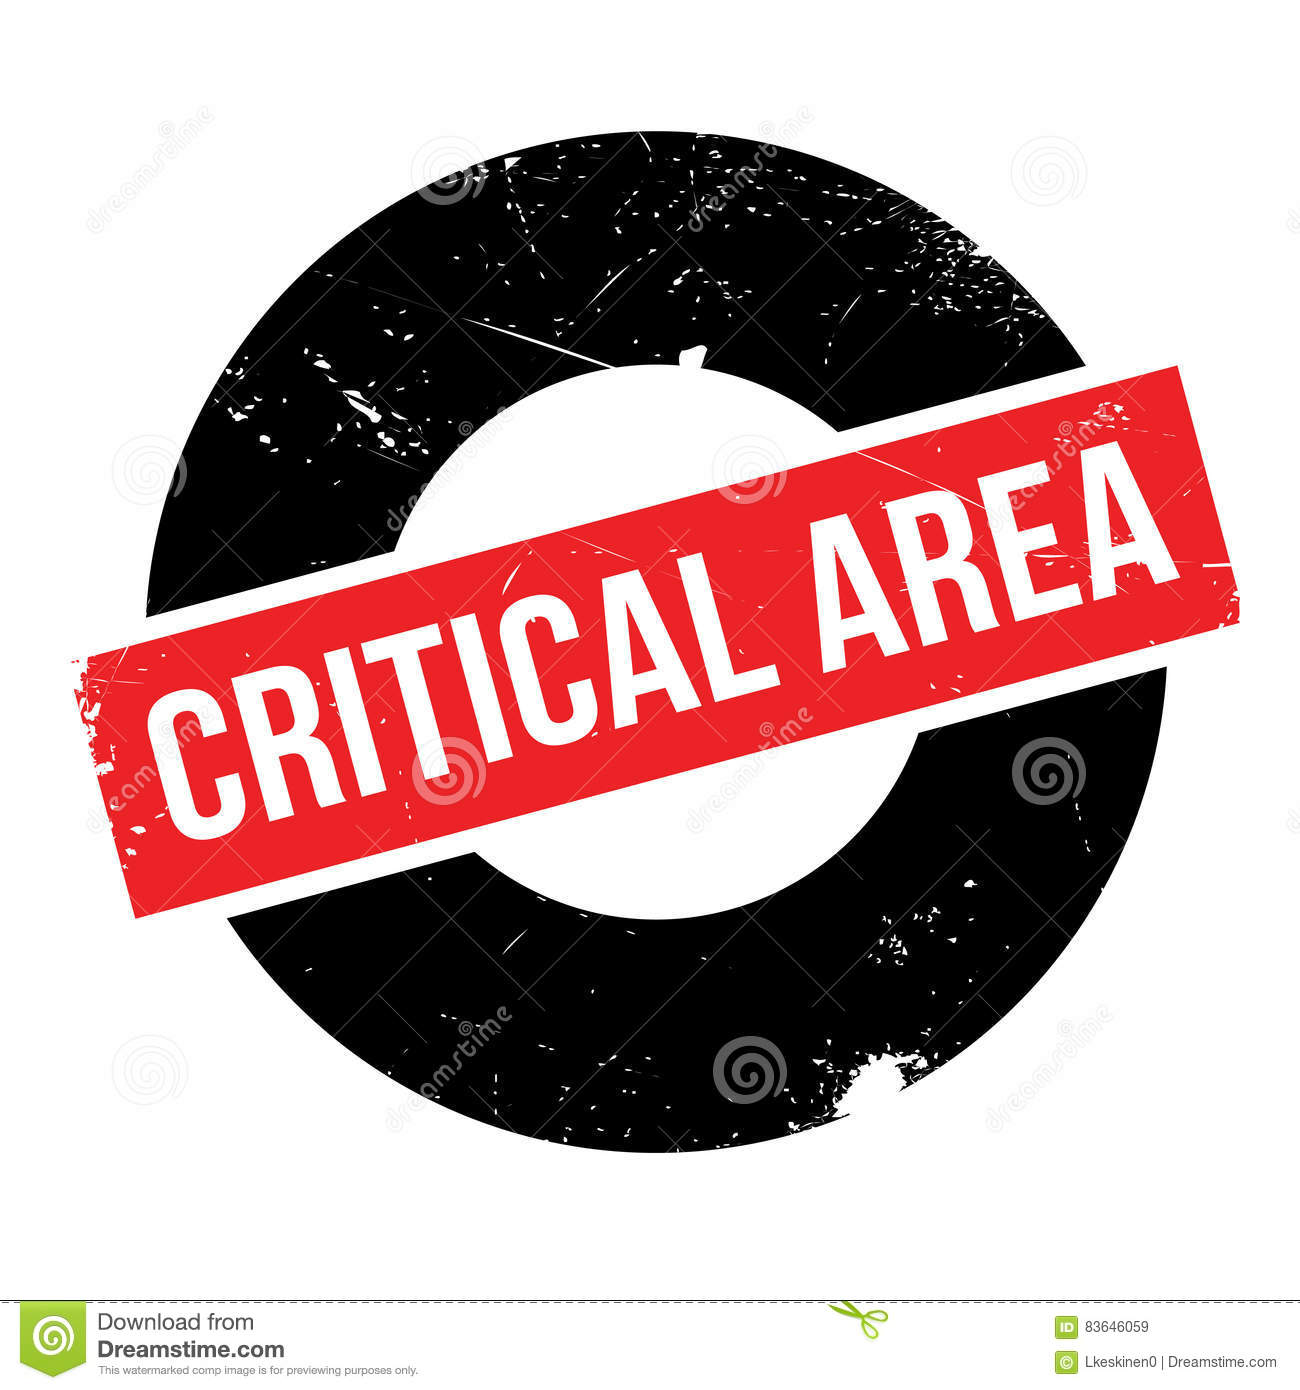 CRITICAL AREA
dreamstime
Download from
Dreamstime.com
This watermarked comp image is for previewing purposes only.
ID 83646059
© Lkeskinen0 | Dreamstime.com